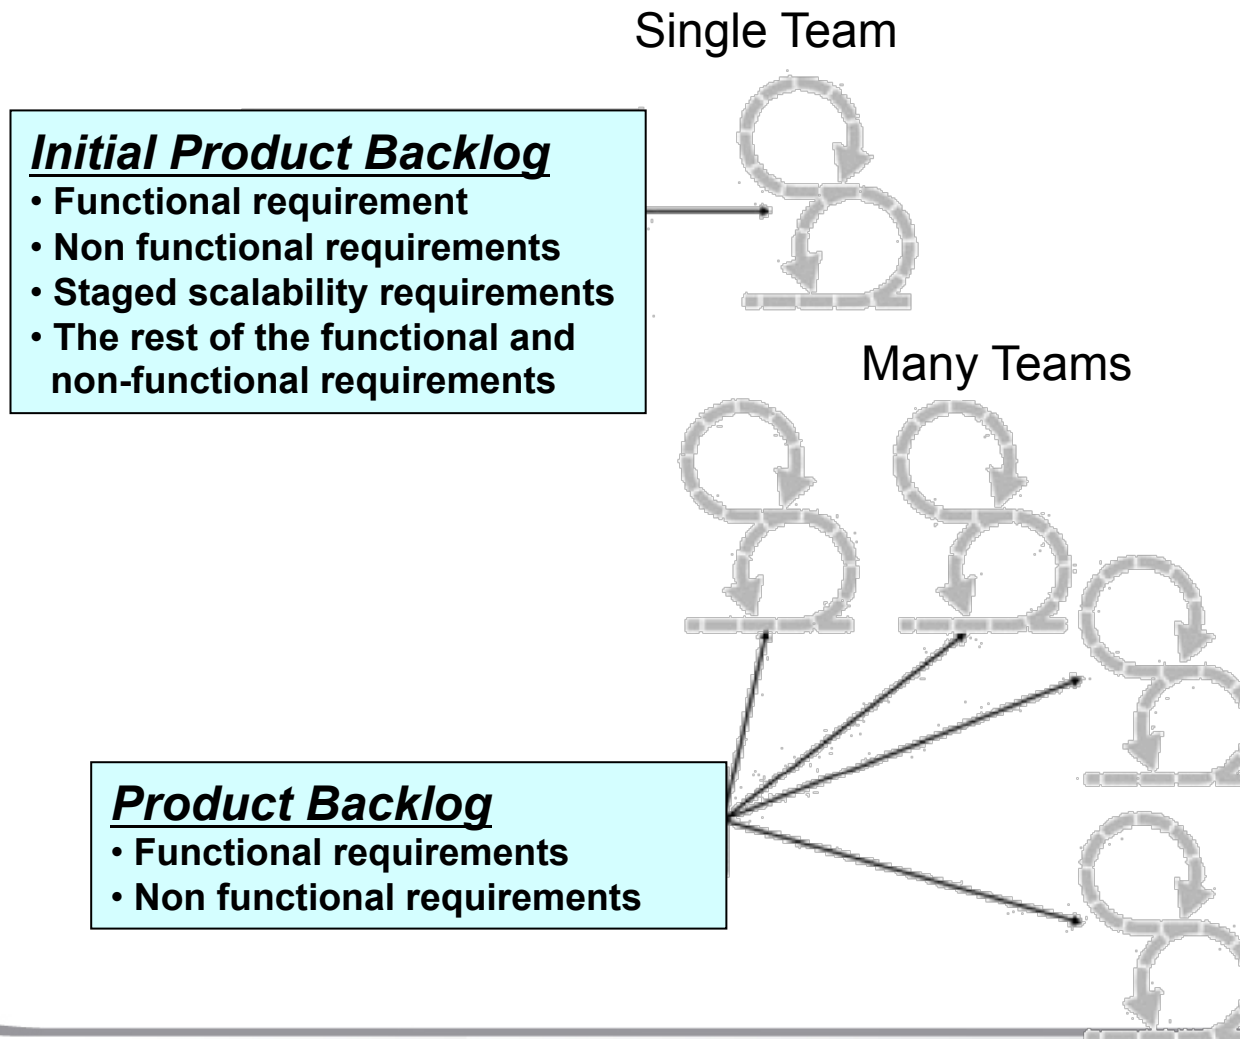 Single Team
Initial Product Backlog
• Functional requirement
• Non functional requirements
• Staged scalability requirements
• The rest of the functional and
non-functional requirements
Many Teams
Product Backlog
• Functional requirements
• Non functional requirements